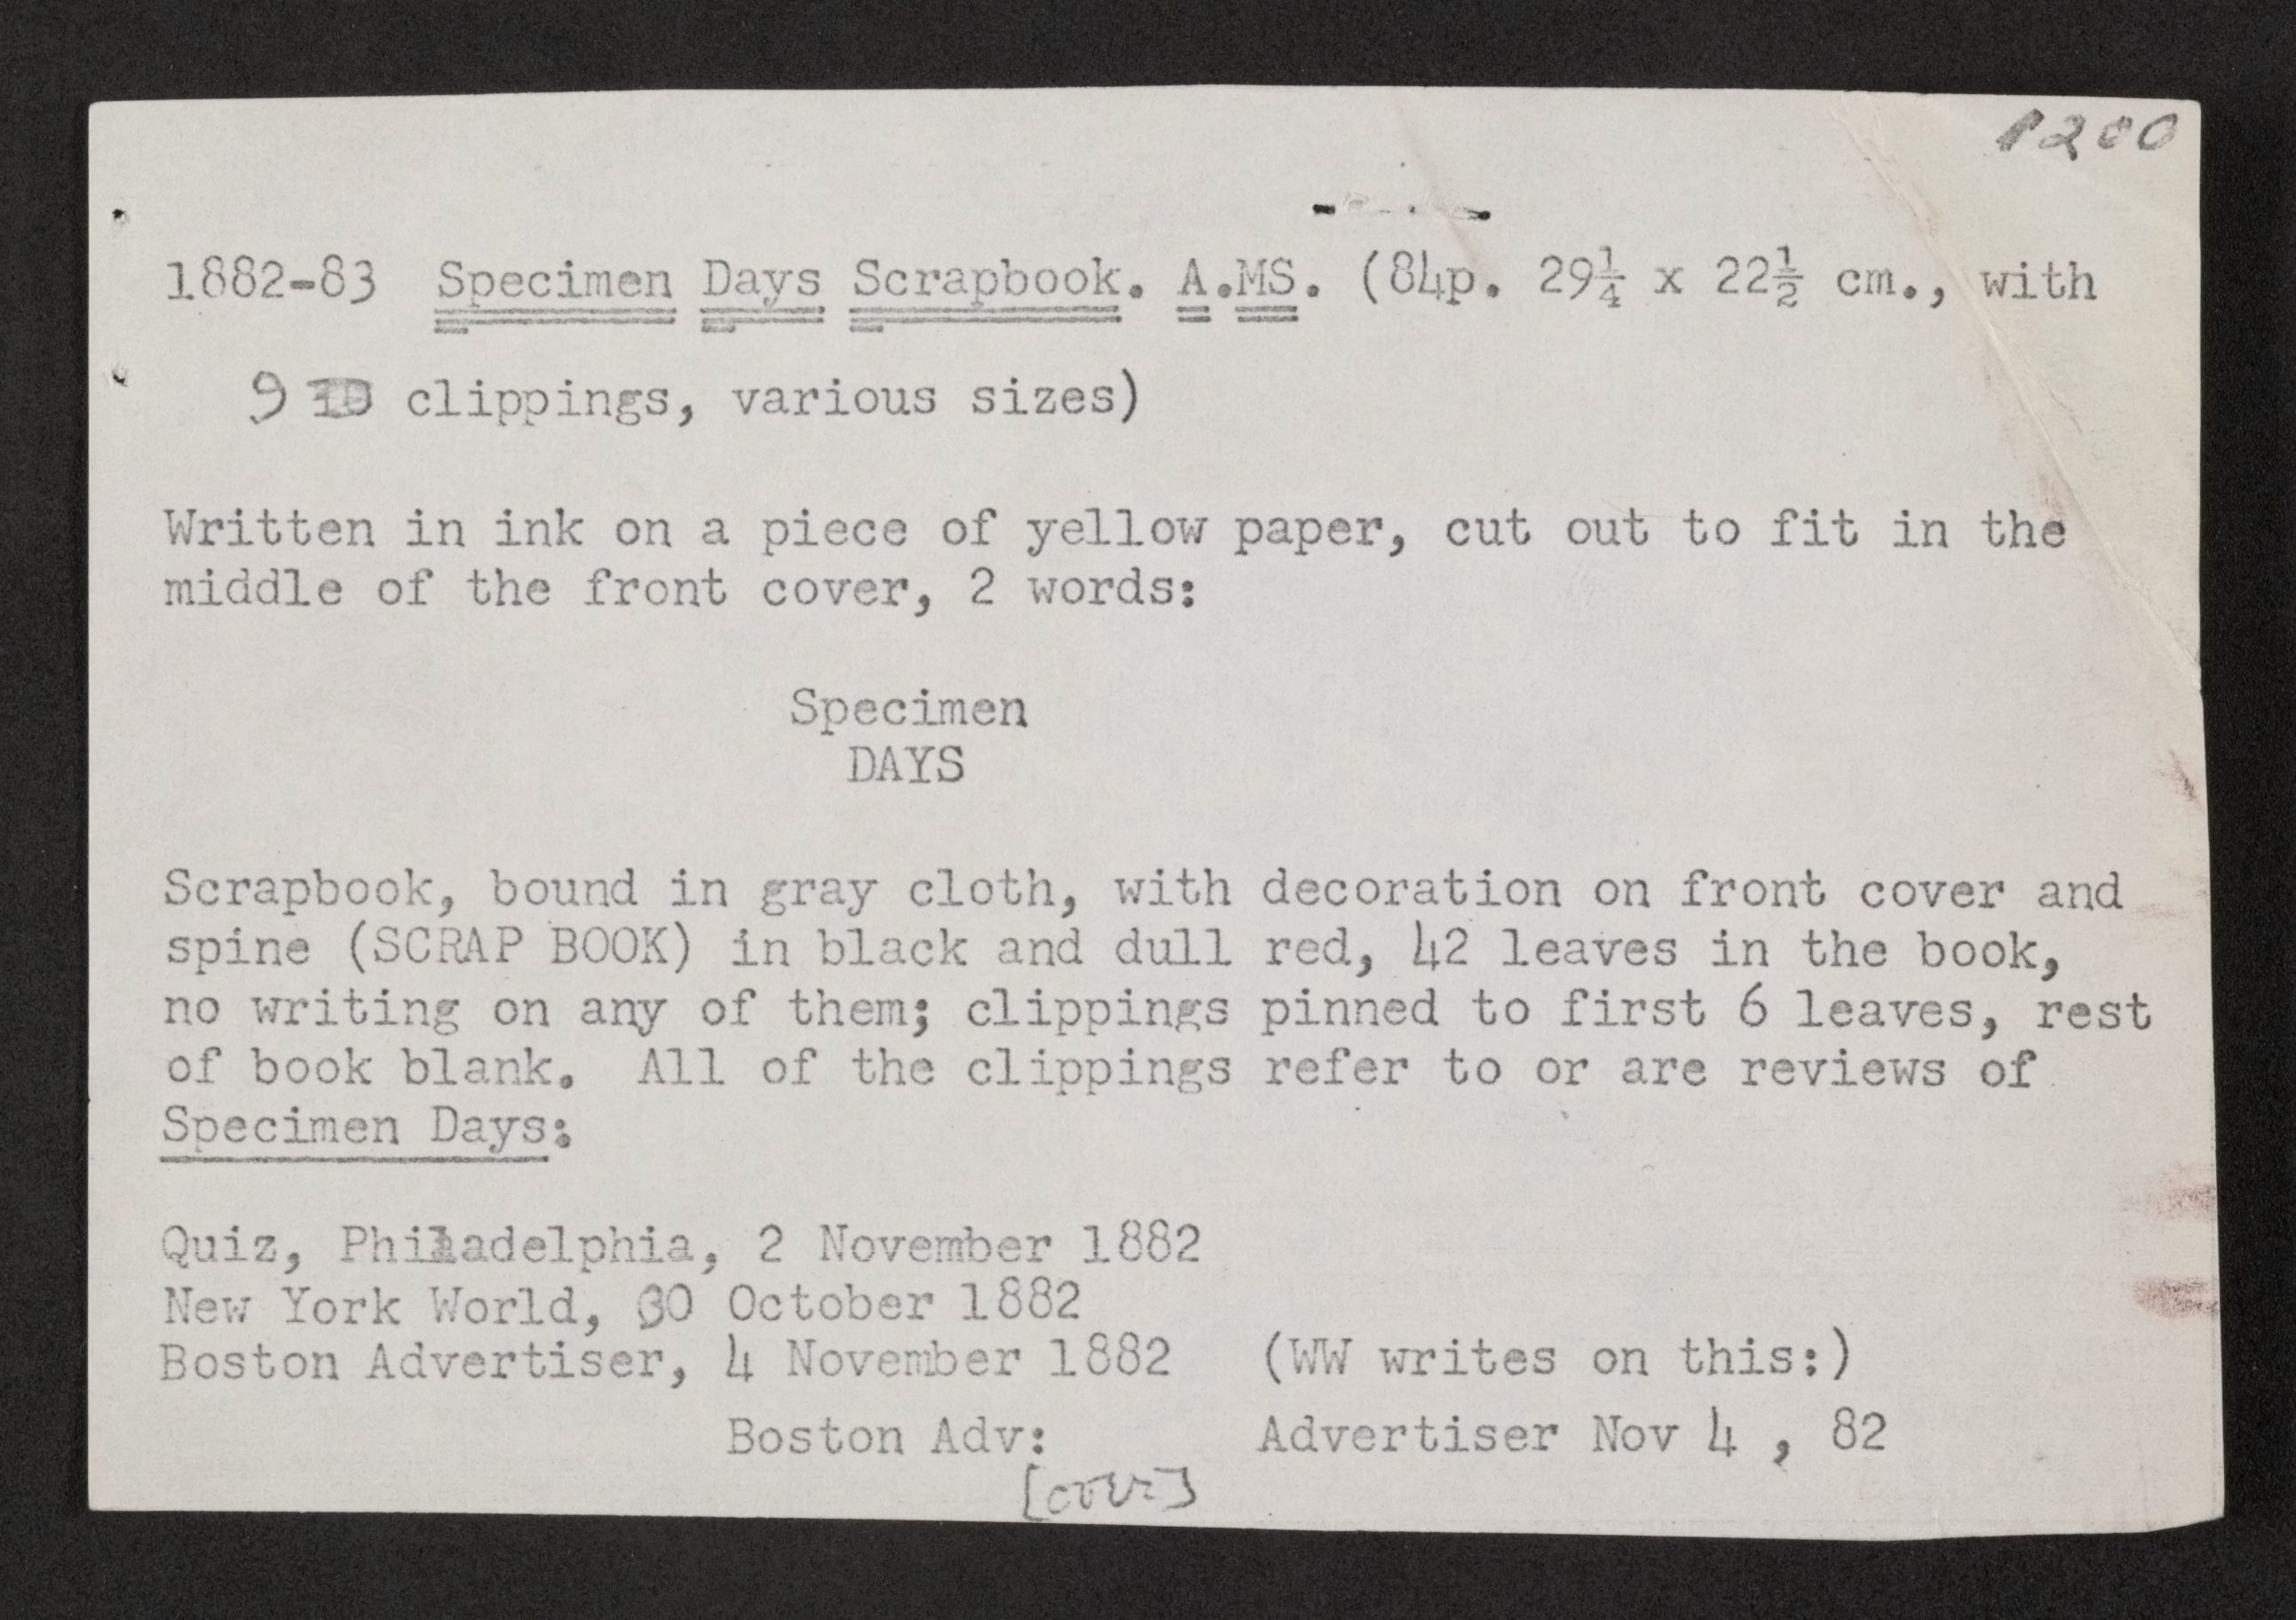 1200
1882-83 Specimen Days Scrapbook. A.MS. (84p. 29¼ x 22½ cm., with
9 clippings, various sizes)
Written in ink on a piece of yellow paper, cut out to fit in the
middle of the front cover, 2 words:
Specimen
DAYS
Scrapbook, bound in gray cloth, with decoration on front cover and
spine (SCRAP BOOK) in black and dull red, 42 leaves in the book,
no writing on any of them; clippings pinned to first 6 leaves, rest
of book blank. All of the clippings refer to or are reviews of
Specimen Days:
Quiz, Philadelphia, 2 November 1882
New York World, 30 October 1882
Boston Advertiser, 4 November 1882 (WW writes on this:)
Boston Adv: Advertiser Nov 4 , 82
[over]